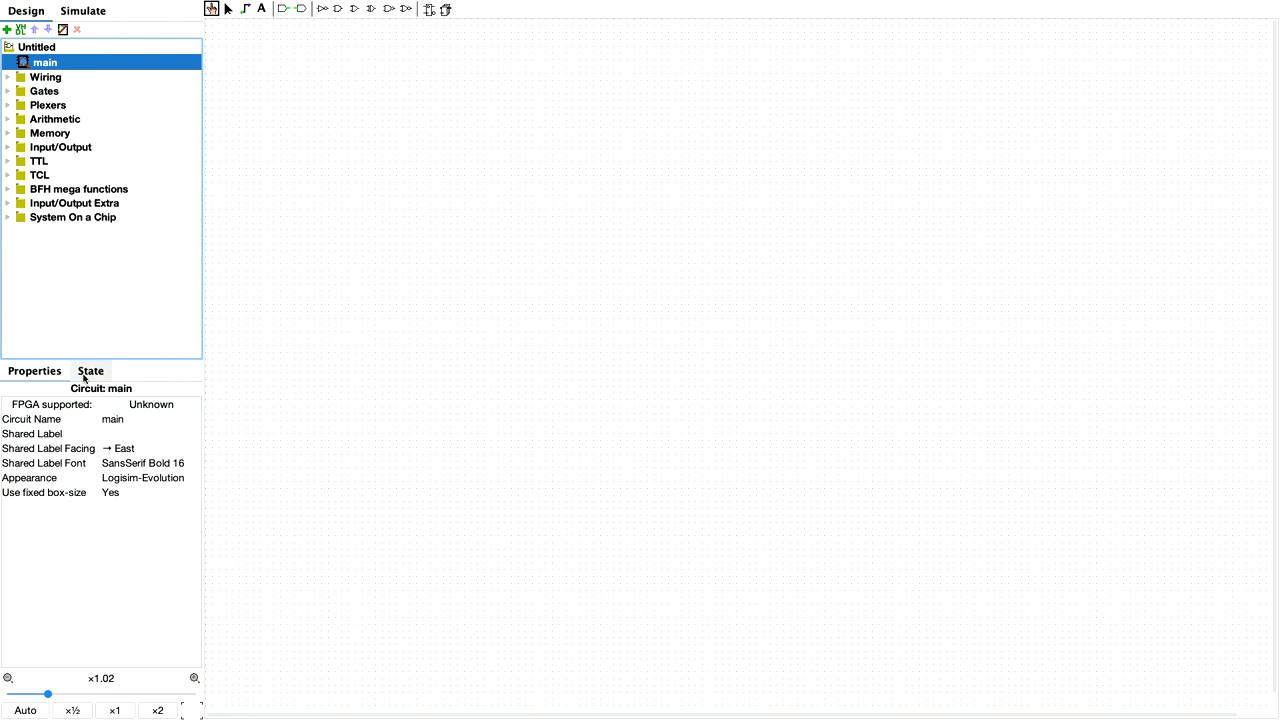 Design Simulate
A
Untitled
main
Wiring
Gates
Plexers
Arithmetic
Memory
Input/Output
TTL
TCL
BFH mega functions
Input/Output Extra
System On a Chip
Properties State
Circuit: main
FPGA supported: Unknown
Circuit Name main
Shared Label
Shared Label Facing → East
Shared Label Font SansSerif Bold 16
Appearance Logisim-Evolution
Use fixed box-size Yes
×1.02
Auto ×½ ×1 ×2